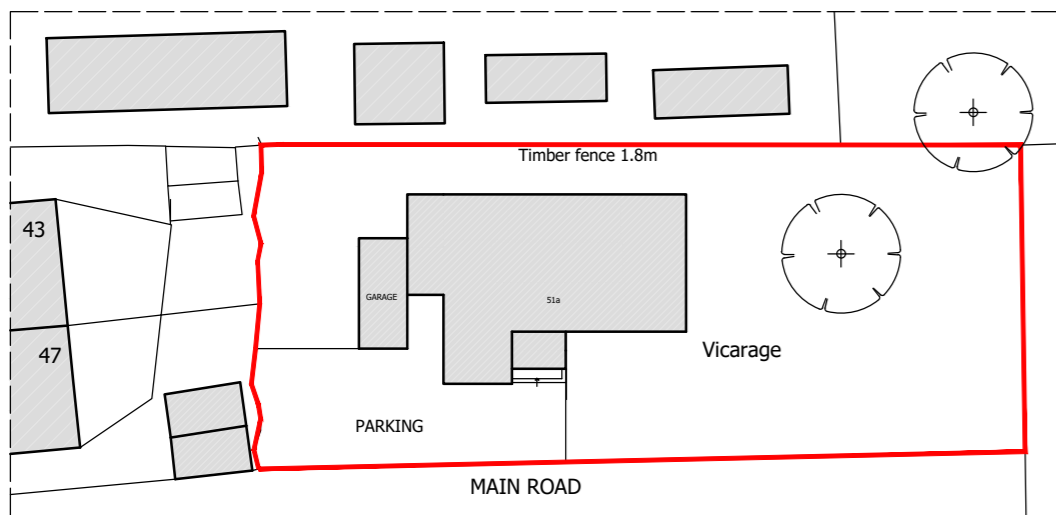 Timber fence 1.8m
43
GARAGE
51a
47
Vicarage
PARKING
MAIN ROAD